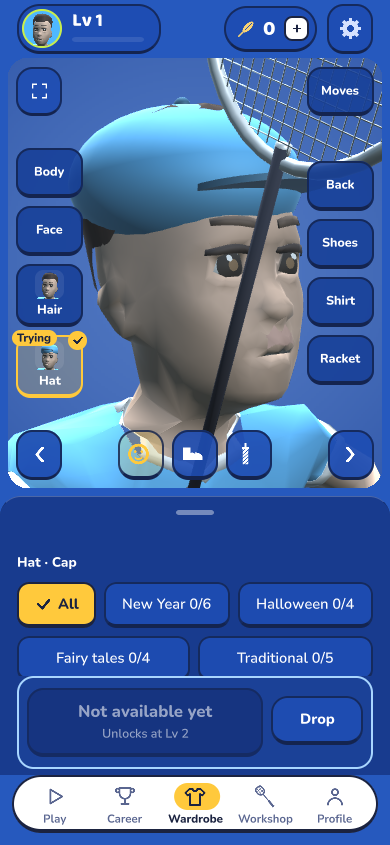 Lv 1
0
+
Moves
Body
Back
Face
Shoes
Hair
Shirt
Trying
Hat
Racket
Hat · Cap
All
New Year 0/6
Halloween 0/4
Fairy tales 0/4
Traditional 0/5
Not available yet
Unlocks at Lv 2
Drop
Play
Career
Wardrobe
Workshop
Profile